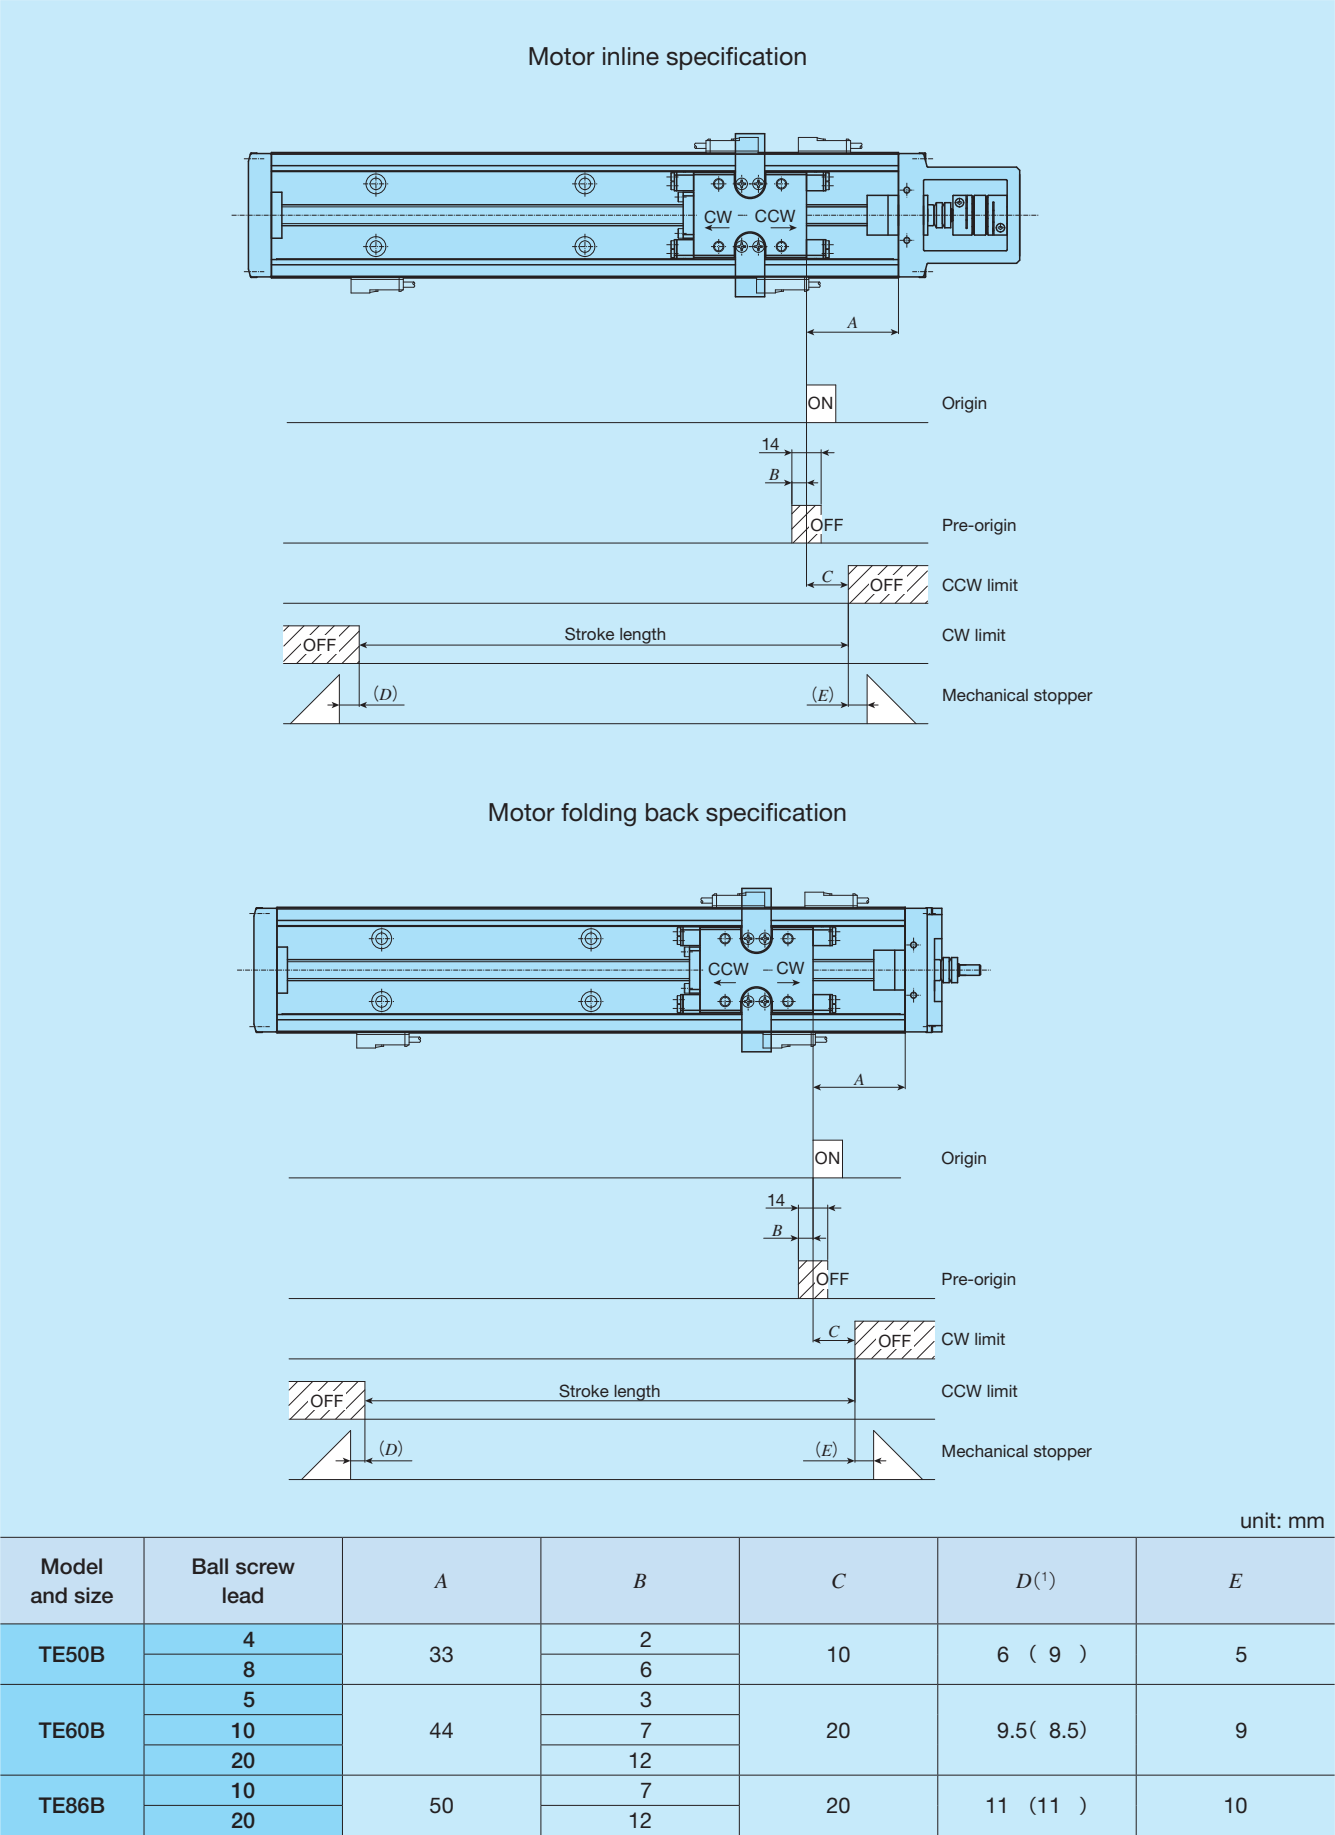 Motor inline specification
CW CCW
A
ON Origin
14
B
OFF Pre-origin
C OFF CCW limit
OFF Stroke length CW limit
(D) (E) Mechanical stopper
Motor folding back specification
CCW CW
A
ON Origin
14
B
OFF Pre-origin
C OFF CW limit
OFF Stroke length CCW limit
(D) (E) Mechanical stopper
unit: mm
Model and size Ball screw lead A B C D(1) E
TE50B 4 33 2 10 6 ( 9 ) 5
8 6
TE60B 5 44 3 20 9.5( 8.5) 9
10 7
20 12
TE86B 10 50 7 20 11 (11 ) 10
20 12